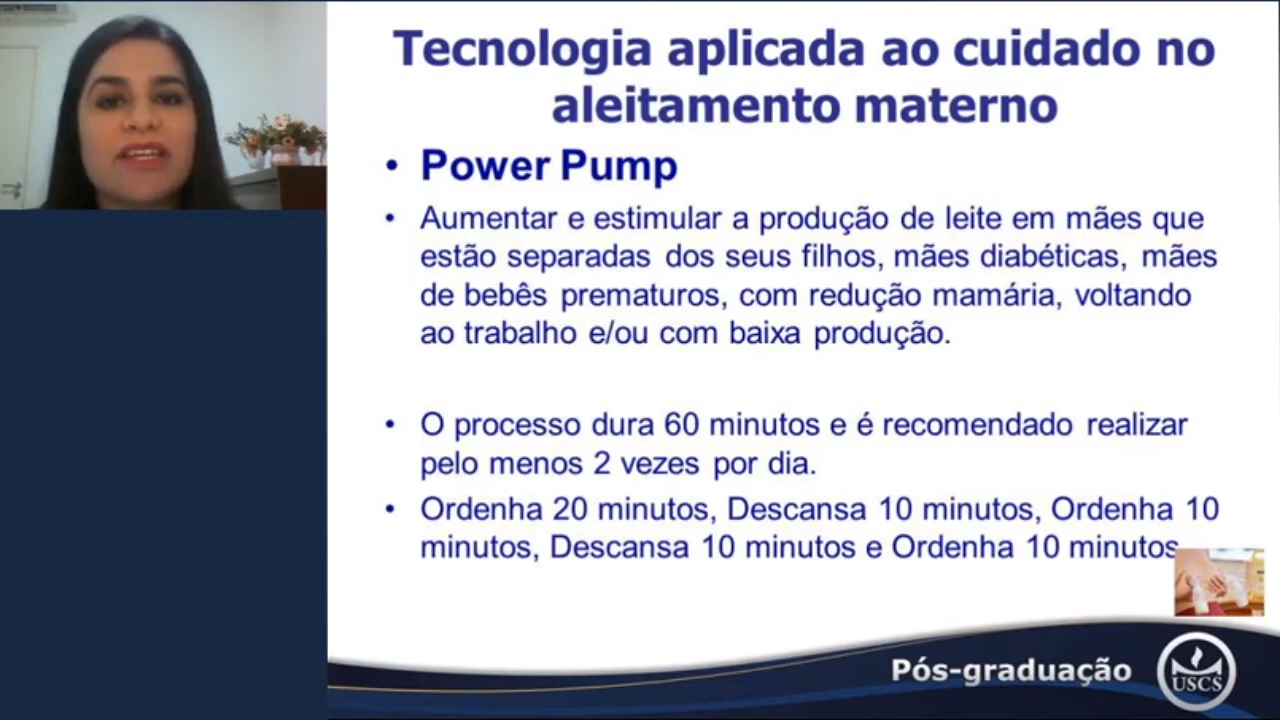 Tecnologia aplicada ao cuidado no
aleitamento materno
• Power Pump
• Aumentar e estimular a produção de leite em mães que
estão separadas dos seus filhos, mães diabéticas, mães
de bebês prematuros, com redução mamária, voltando
ao trabalho e/ou com baixa produção.
• O processo dura 60 minutos e é recomendado realizar
pelo menos 2 vezes por dia.
• Ordenha 20 minutos, Descansa 10 minutos, Ordenha 10
minutos, Descansa 10 minutos e Ordenha 10 minutos
Pós-graduação
USCS